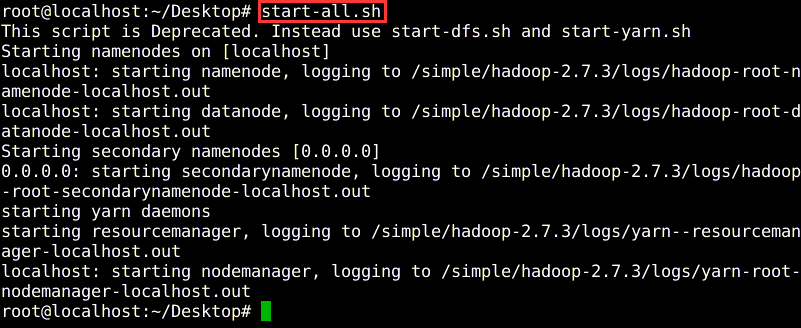 root@localhost:~/Desktop# start-all.sh
This script is Deprecated. Instead use start-dfs.sh and start-yarn.sh
Starting namenodes on [localhost]
localhost: starting namenode, logging to /simple/hadoop-2.7.3/logs/hadoop-root-n
amenode-localhost.out
localhost: starting datanode, logging to /simple/hadoop-2.7.3/logs/hadoop-root-d
atanode-localhost.out
Starting secondary namenodes [0.0.0.0]
0.0.0.0: starting secondarynamenode, logging to /simple/hadoop-2.7.3/logs/hadoop
-root-secondarynamenode-localhost.out
starting yarn daemons
starting resourcemanager, logging to /simple/hadoop-2.7.3/logs/yarn--resourceman
ager-localhost.out
localhost: starting nodemanager, logging to /simple/hadoop-2.7.3/logs/yarn-root-
nodemanager-localhost.out
root@localhost:~/Desktop#